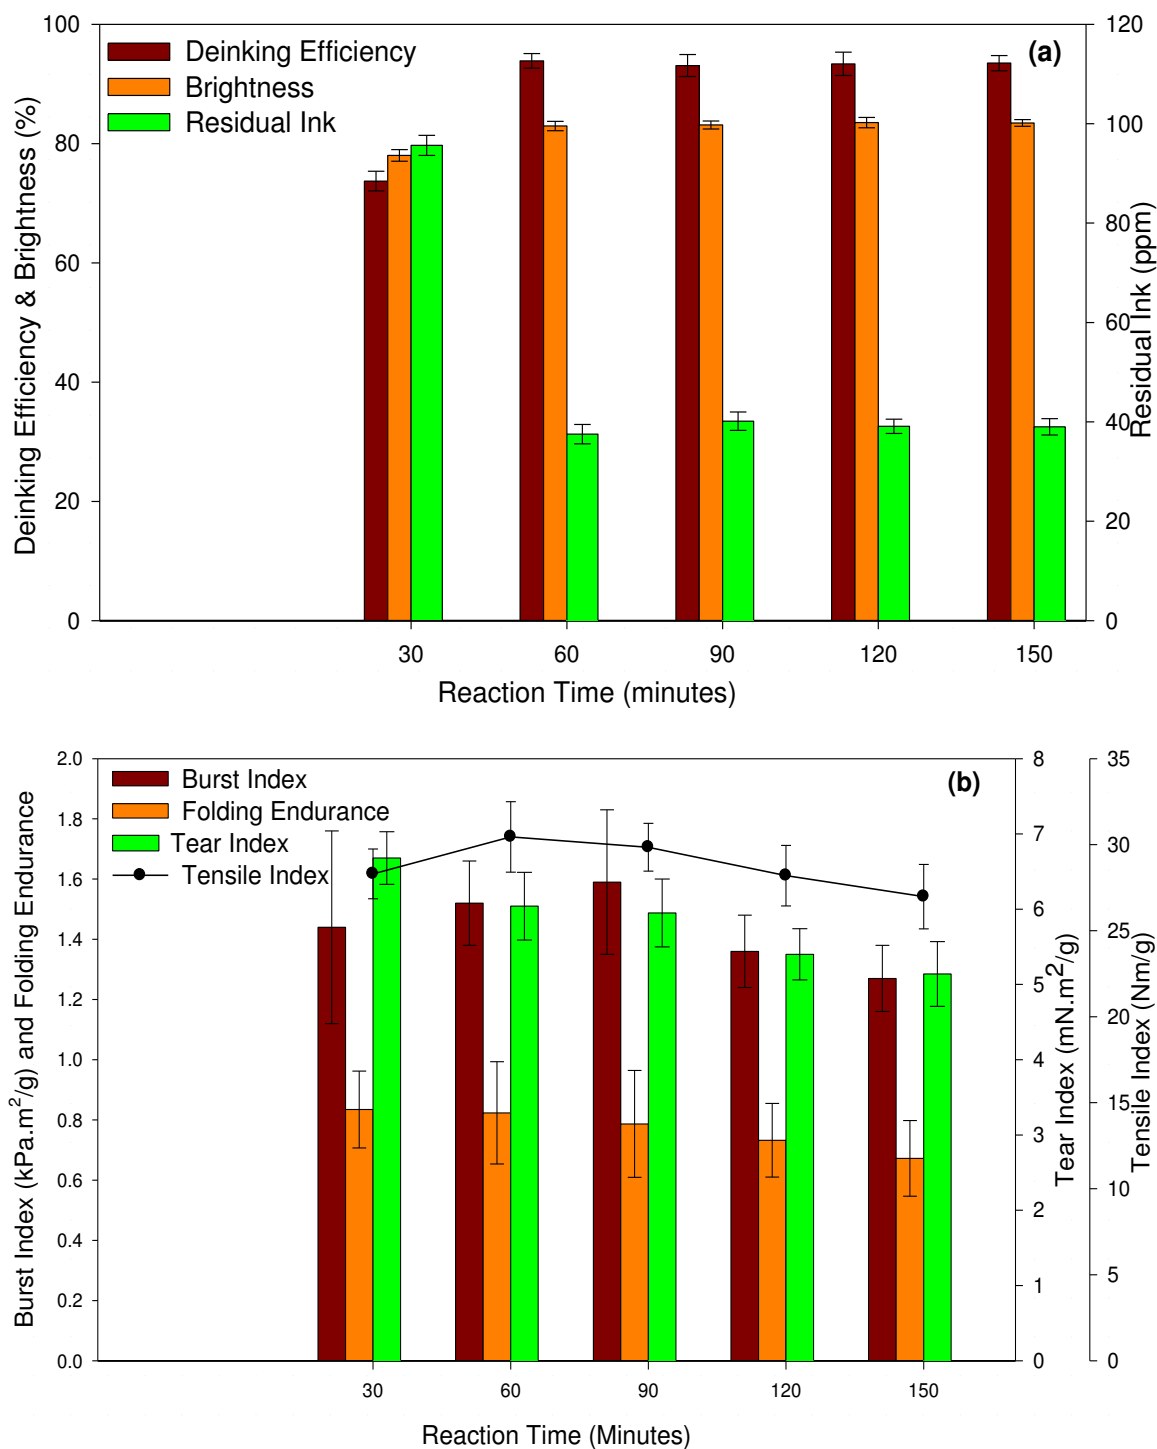 100
80
60
40
20
0
Deinking Efficiency & Brightness (%)
Deinking Efficiency
Brightness
Residual Ink
(a)
120
100
80
60
40
20
0
Residual Ink (ppm)
30 60 90 120 150
Reaction Time (minutes)
2.0
1.8
1.6
1.4
1.2
1.0
0.8
0.6
0.4
0.2
0.0
Burst Index (kPa.m²/g) and Folding Endurance
Burst Index
Folding Endurance
Tear Index
Tensile Index
(b)
8
7
6
5
4
3
2
1
0
Tear Index (mN.m²/g)
35
30
25
20
15
10
5
0
Tensile Index (Nm/g)
30 60 90 120 150
Reaction Time (Minutes)